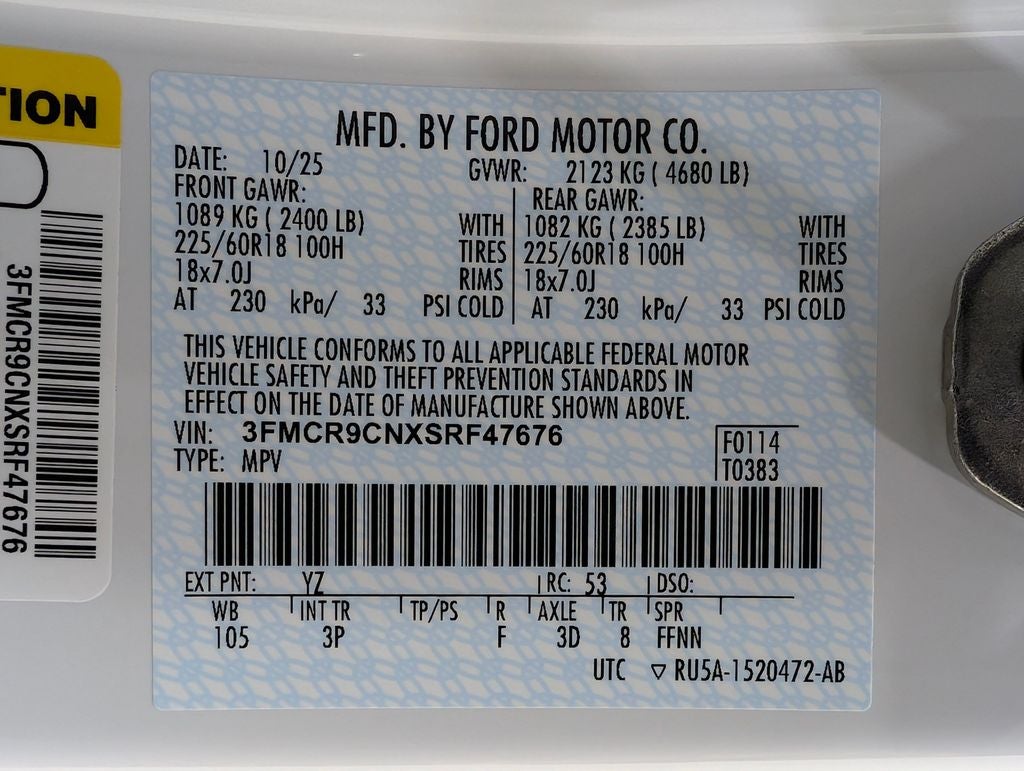 TION
3FMCR9CNXSRF47676
MFD. BY FORD MOTOR CO.
DATE: 10/25 GVWR: 2123 KG ( 4680 LB)
FRONT GAWR: REAR GAWR:
1089 KG ( 2400 LB) WITH 1082 KG ( 2385 LB) WITH
225/60R18 100H TIRES 225/60R18 100H TIRES
18x7.0J RIMS 18x7.0J RIMS
AT 230 kPa/ 33 PSI COLD AT 230 kPa/ 33 PSI COLD
THIS VEHICLE CONFORMS TO ALL APPLICABLE FEDERAL MOTOR
VEHICLE SAFETY AND THEFT PREVENTION STANDARDS IN
EFFECT ON THE DATE OF MANUFACTURE SHOWN ABOVE.
VIN: 3FMCR9CNXSRF47676 F0114
TYPE: MPV T0383
EXT PNT: YZ RC: 53 DSO:
WB INT TR TP/PS R AXLE TR SPR
105 3P F 3D 8 FFNN
UTC ▽ RU5A-1520472-AB